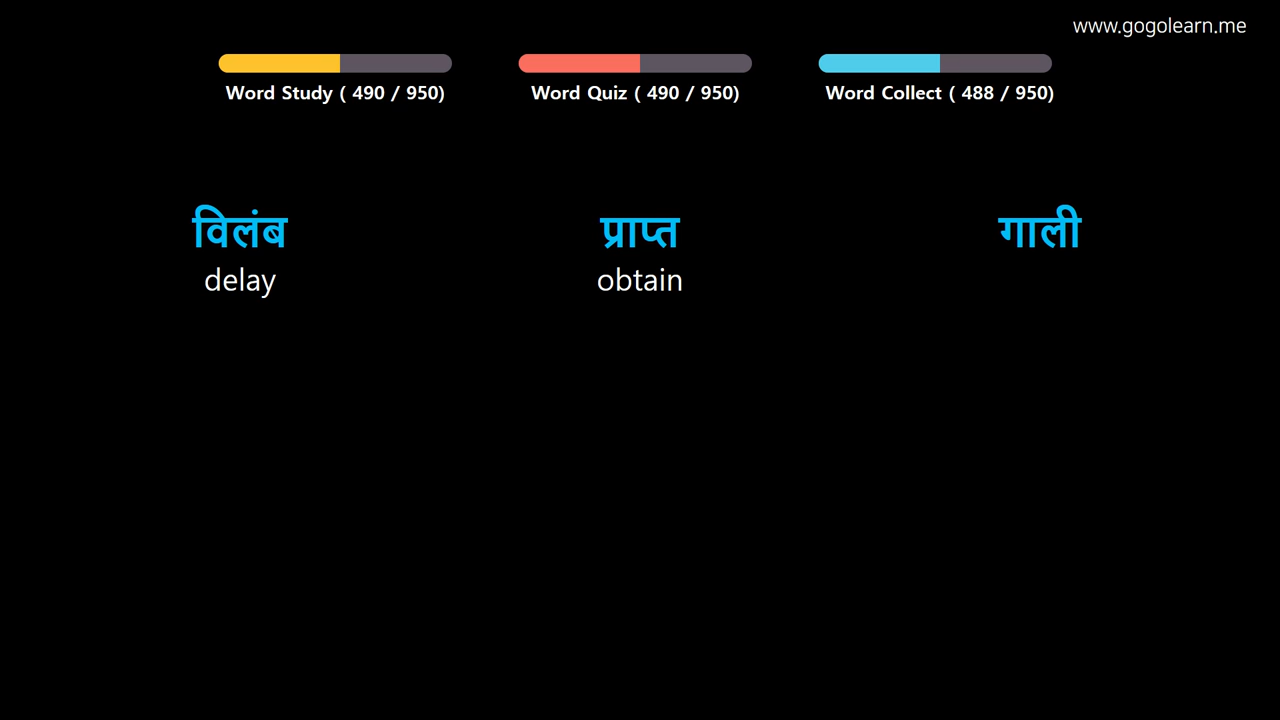 www.gogolearn.me
Word Study ( 490 / 950)
Word Quiz ( 490 / 950)
Word Collect ( 488 / 950)
विलंब
प्राप्त
गाली
delay
obtain